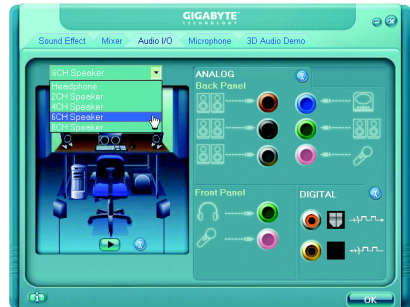 GIGABYTE
TECHNOLOGY
Sound Effect Mixer Audio I/O Microphone 3D Audio Demo
6CH Speaker
Headphone
2CH Speaker
4CH Speaker
6CH Speaker
8CH Speaker
ANALOG
Back Panel
Front Panel
DIGITAL
OK